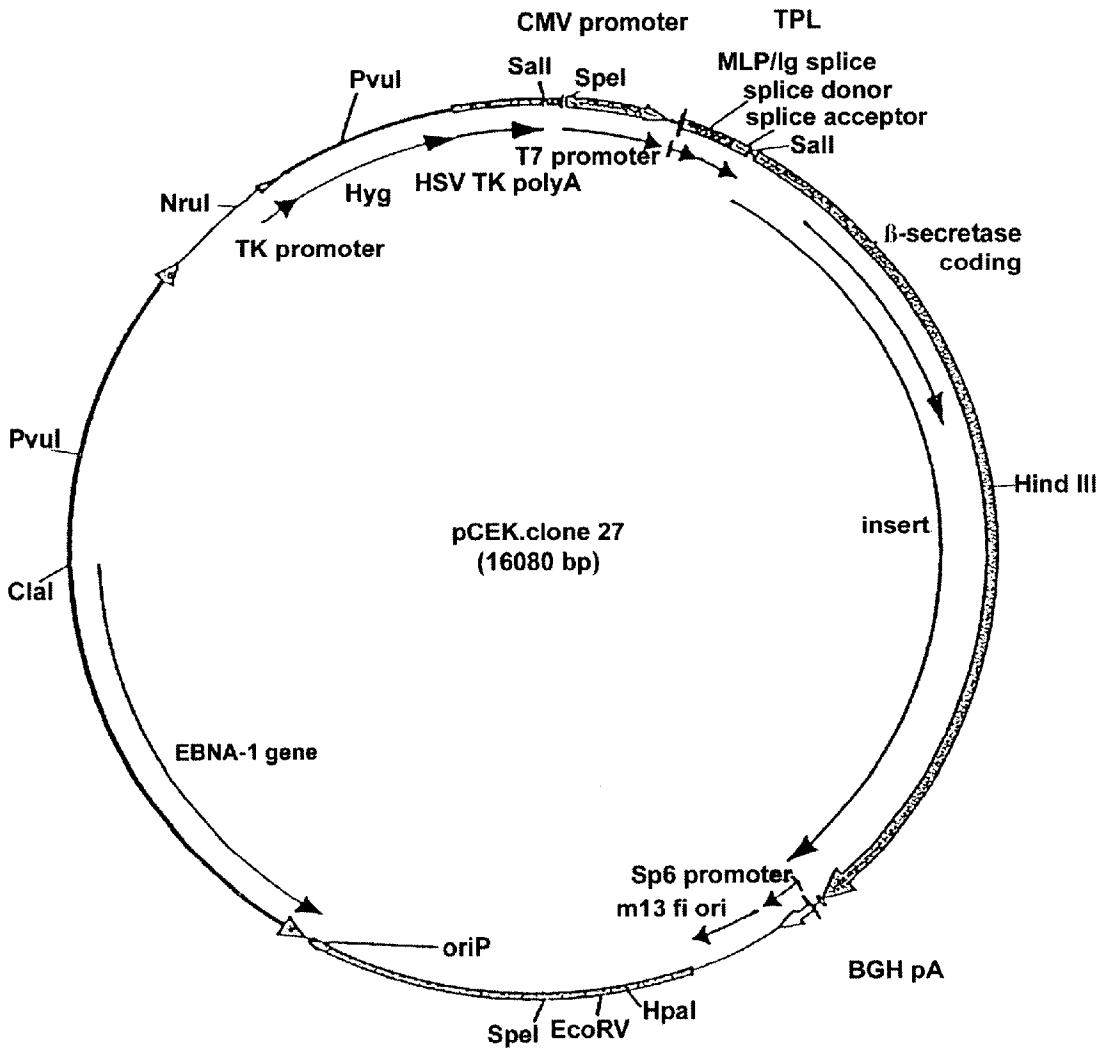 CMV promoter
TPL
SalI
SpeI
MLP/Ig splice
splice donor
splice acceptor
SalI
PvuI
T7 promoter
HSV TK polyA
Hyg
NruI
TK promoter
ß-secretase
coding
PvuI
Hind III
insert
pCEK.clone 27
(16080 bp)
ClaI
EBNA-1 gene
Sp6 promoter
m13 fi ori
oriP
BGH pA
HpaI
EcoRV
SpeI